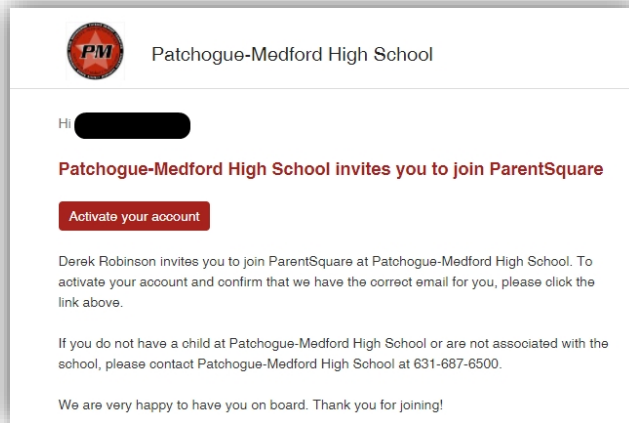 PM
Patchogue-Medford High School
Hi
Patchogue-Medford High School invites you to join ParentSquare
Activate your account
Derek Robinson invites you to join ParentSquare at Patchogue-Medford High School. To
activate your account and confirm that we have the correct email for you, please click the
link above.
If you do not have a child at Patchogue-Medford High School or are not associated with the
school, please contact Patchogue-Medford High School at 631-687-6500.
We are very happy to have you on board. Thank you for joining!